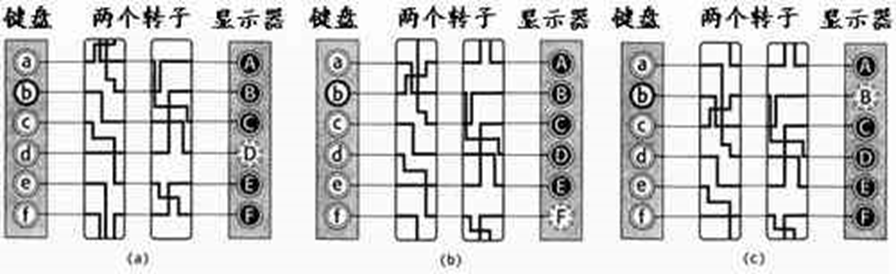 键盘 两个转子 显示器 键盘 两个转子 显示器 键盘 两个转子 显示器
a A a A a A
b B b B b B
c C c C c C
d D d D d D
e E e E e E
f F f F f F
(a) (b) (c)